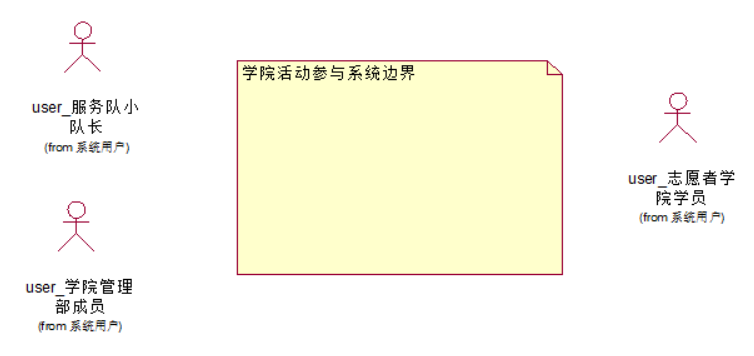 user_服务队小
队长
(from 系统用户)
学院活动参与系统边界
user_志愿者学
院学员
(from 系统用户)
user_学院管理
部成员
(from 系统用户)